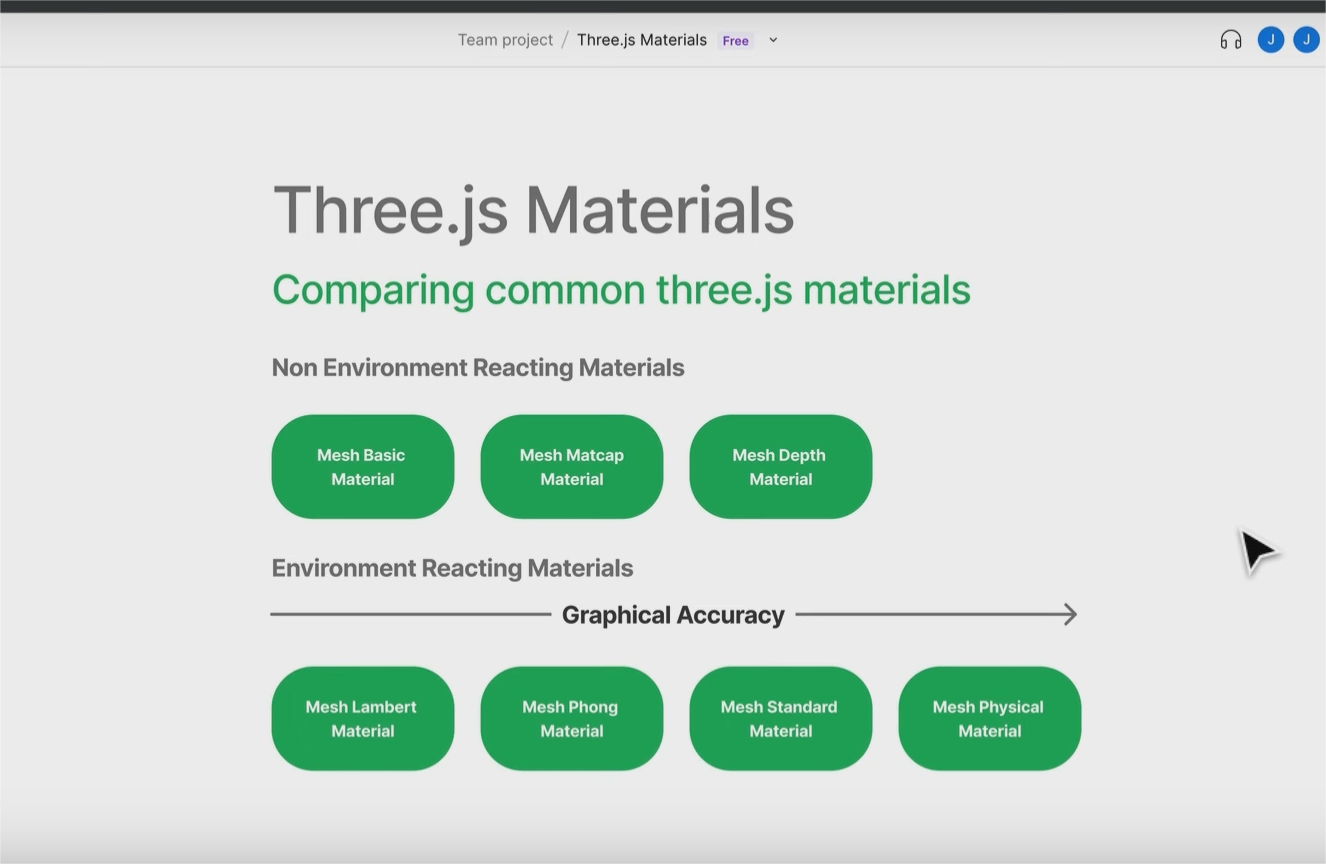 Team project / Three.js Materials Free
J J
Three.js Materials
Comparing common three.js materials
Non Environment Reacting Materials
Mesh Basic
Material
Mesh Matcap
Material
Mesh Depth
Material
Environment Reacting Materials
Graphical Accuracy
Mesh Lambert
Material
Mesh Phong
Material
Mesh Standard
Material
Mesh Physical
Material